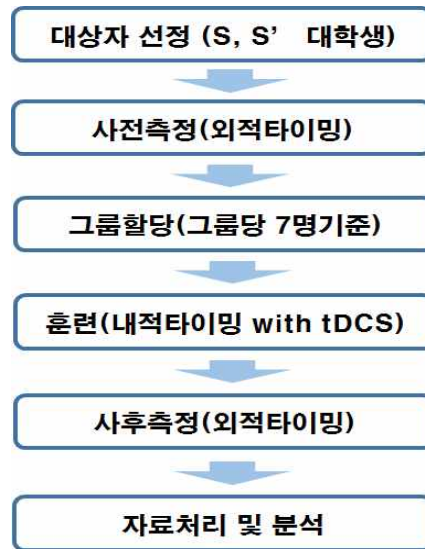 대상자 선정 (S, S’ 대학생)
사전측정(외적타이밍)
그룹할당(그룹당 7명기준)
훈련(내적타이밍 with tDCS)
사후측정(외적타이밍)
자료처리 및 분석